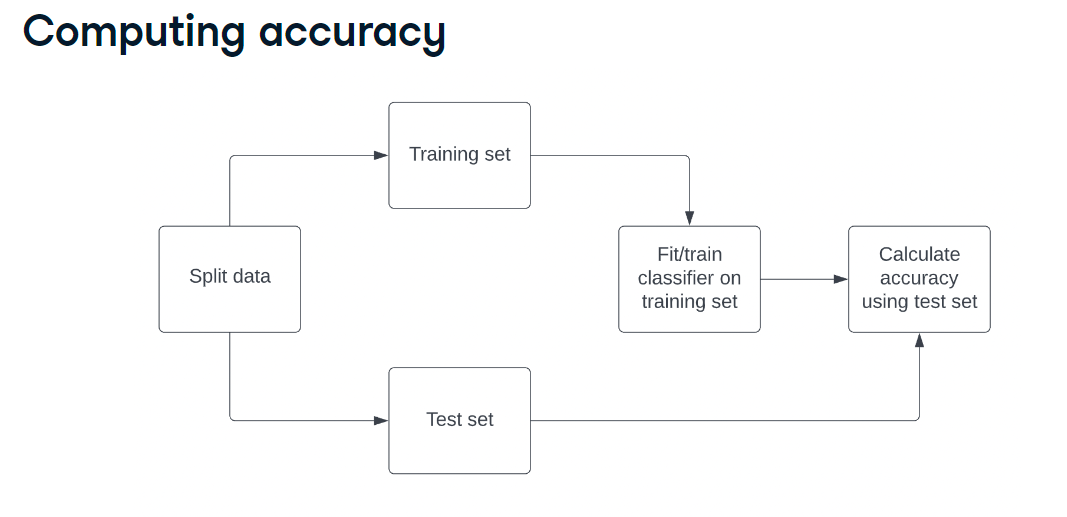 Computing accuracy
Training set
Split data
Fit/train
classifier on
training set
Calculate
accuracy
using test set
Test set